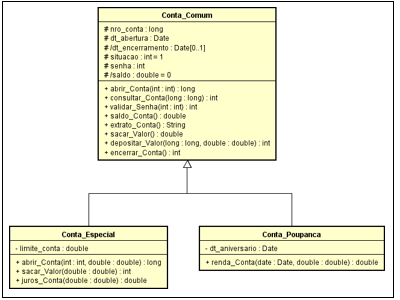 Conta_Comum
# nro_conta : long
# dt_abertura : Date
# /dt_encerramento : Date[0..1]
# situacao : int = 1
# senha : int
# /saldo : double = 0
+ abrir_Conta(int : int) : long
+ consultar_Conta(long : long) : int
+ validar_Senha(int : int) : int
+ saldo_Conta() : double
+ extrato_Conta() : String
+ sacar_Valor() : double
+ depositar_Valor(long : long, double : double) : int
+ encerrar_Conta() : int
Conta_Especial
- limite_conta : double
+ abrir_Conta(int : int, double : double) : long
+ sacar_Valor(double : double) : int
+ juros_Conta(double : double) : double
Conta_Poupanca
- dt_aniversario : Date
+ renda_Conta(date : Date, double : double) : double